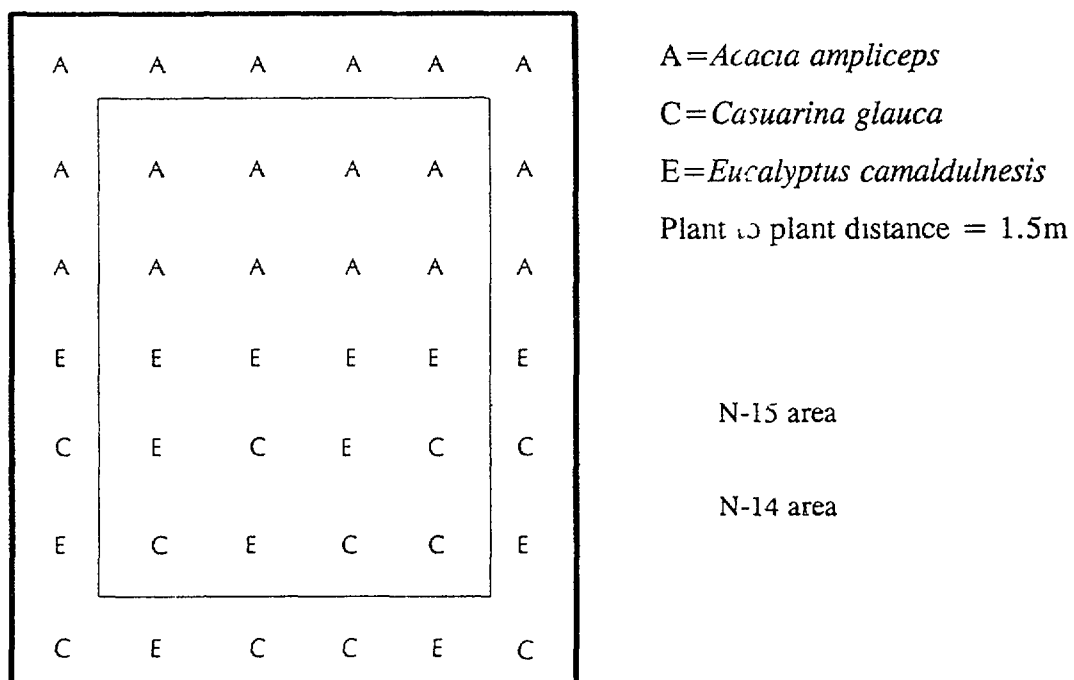 A A A A A A
A A A A A A
A A A A A A
E E E E E E
C E C E C C
E C E C C E
C E C C E C
A=Acacia ampliceps
C=Casuarina glauca
E=Eucalyptus camaldulnesis
Plant to plant distance = 1.5m
N-15 area
N-14 area